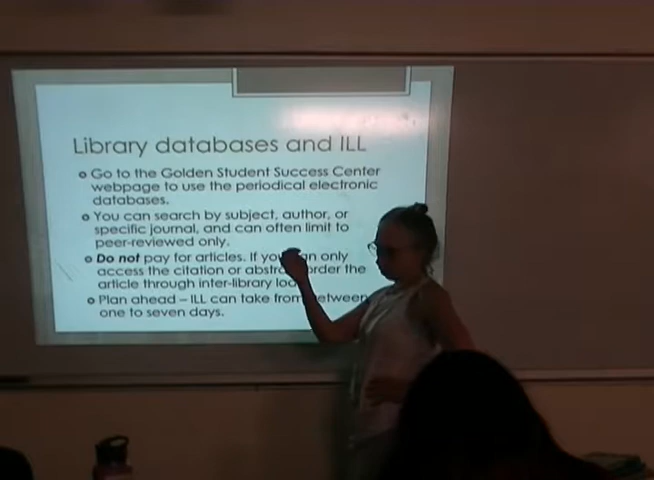 Library databases and ILL
Go to the Golden Student Success Center
webpage to use the periodical electronic
databases.
You can search by subject, author, or
specific journal, and can often limit to
peer-reviewed only.
Do not pay for articles. If you can only
access the citation or order the
article through inter-library
Plan ahead – ILL can take from between
one to seven days.